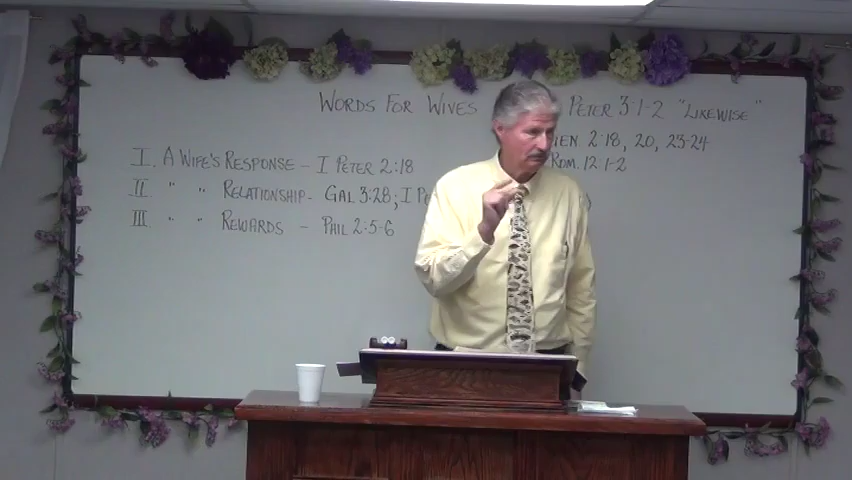 WORDS FOR WIVES PETER 3:1-2 "LIKEWISE"
2:18, 20, 23-24
I. A WIFE'S RESPONSE - I PETER 2:18
ROM. 12:1-2
II " " RELATIONSHIP - GAL 3:28; I
III " " REWARDS - PHIL 2:5-6